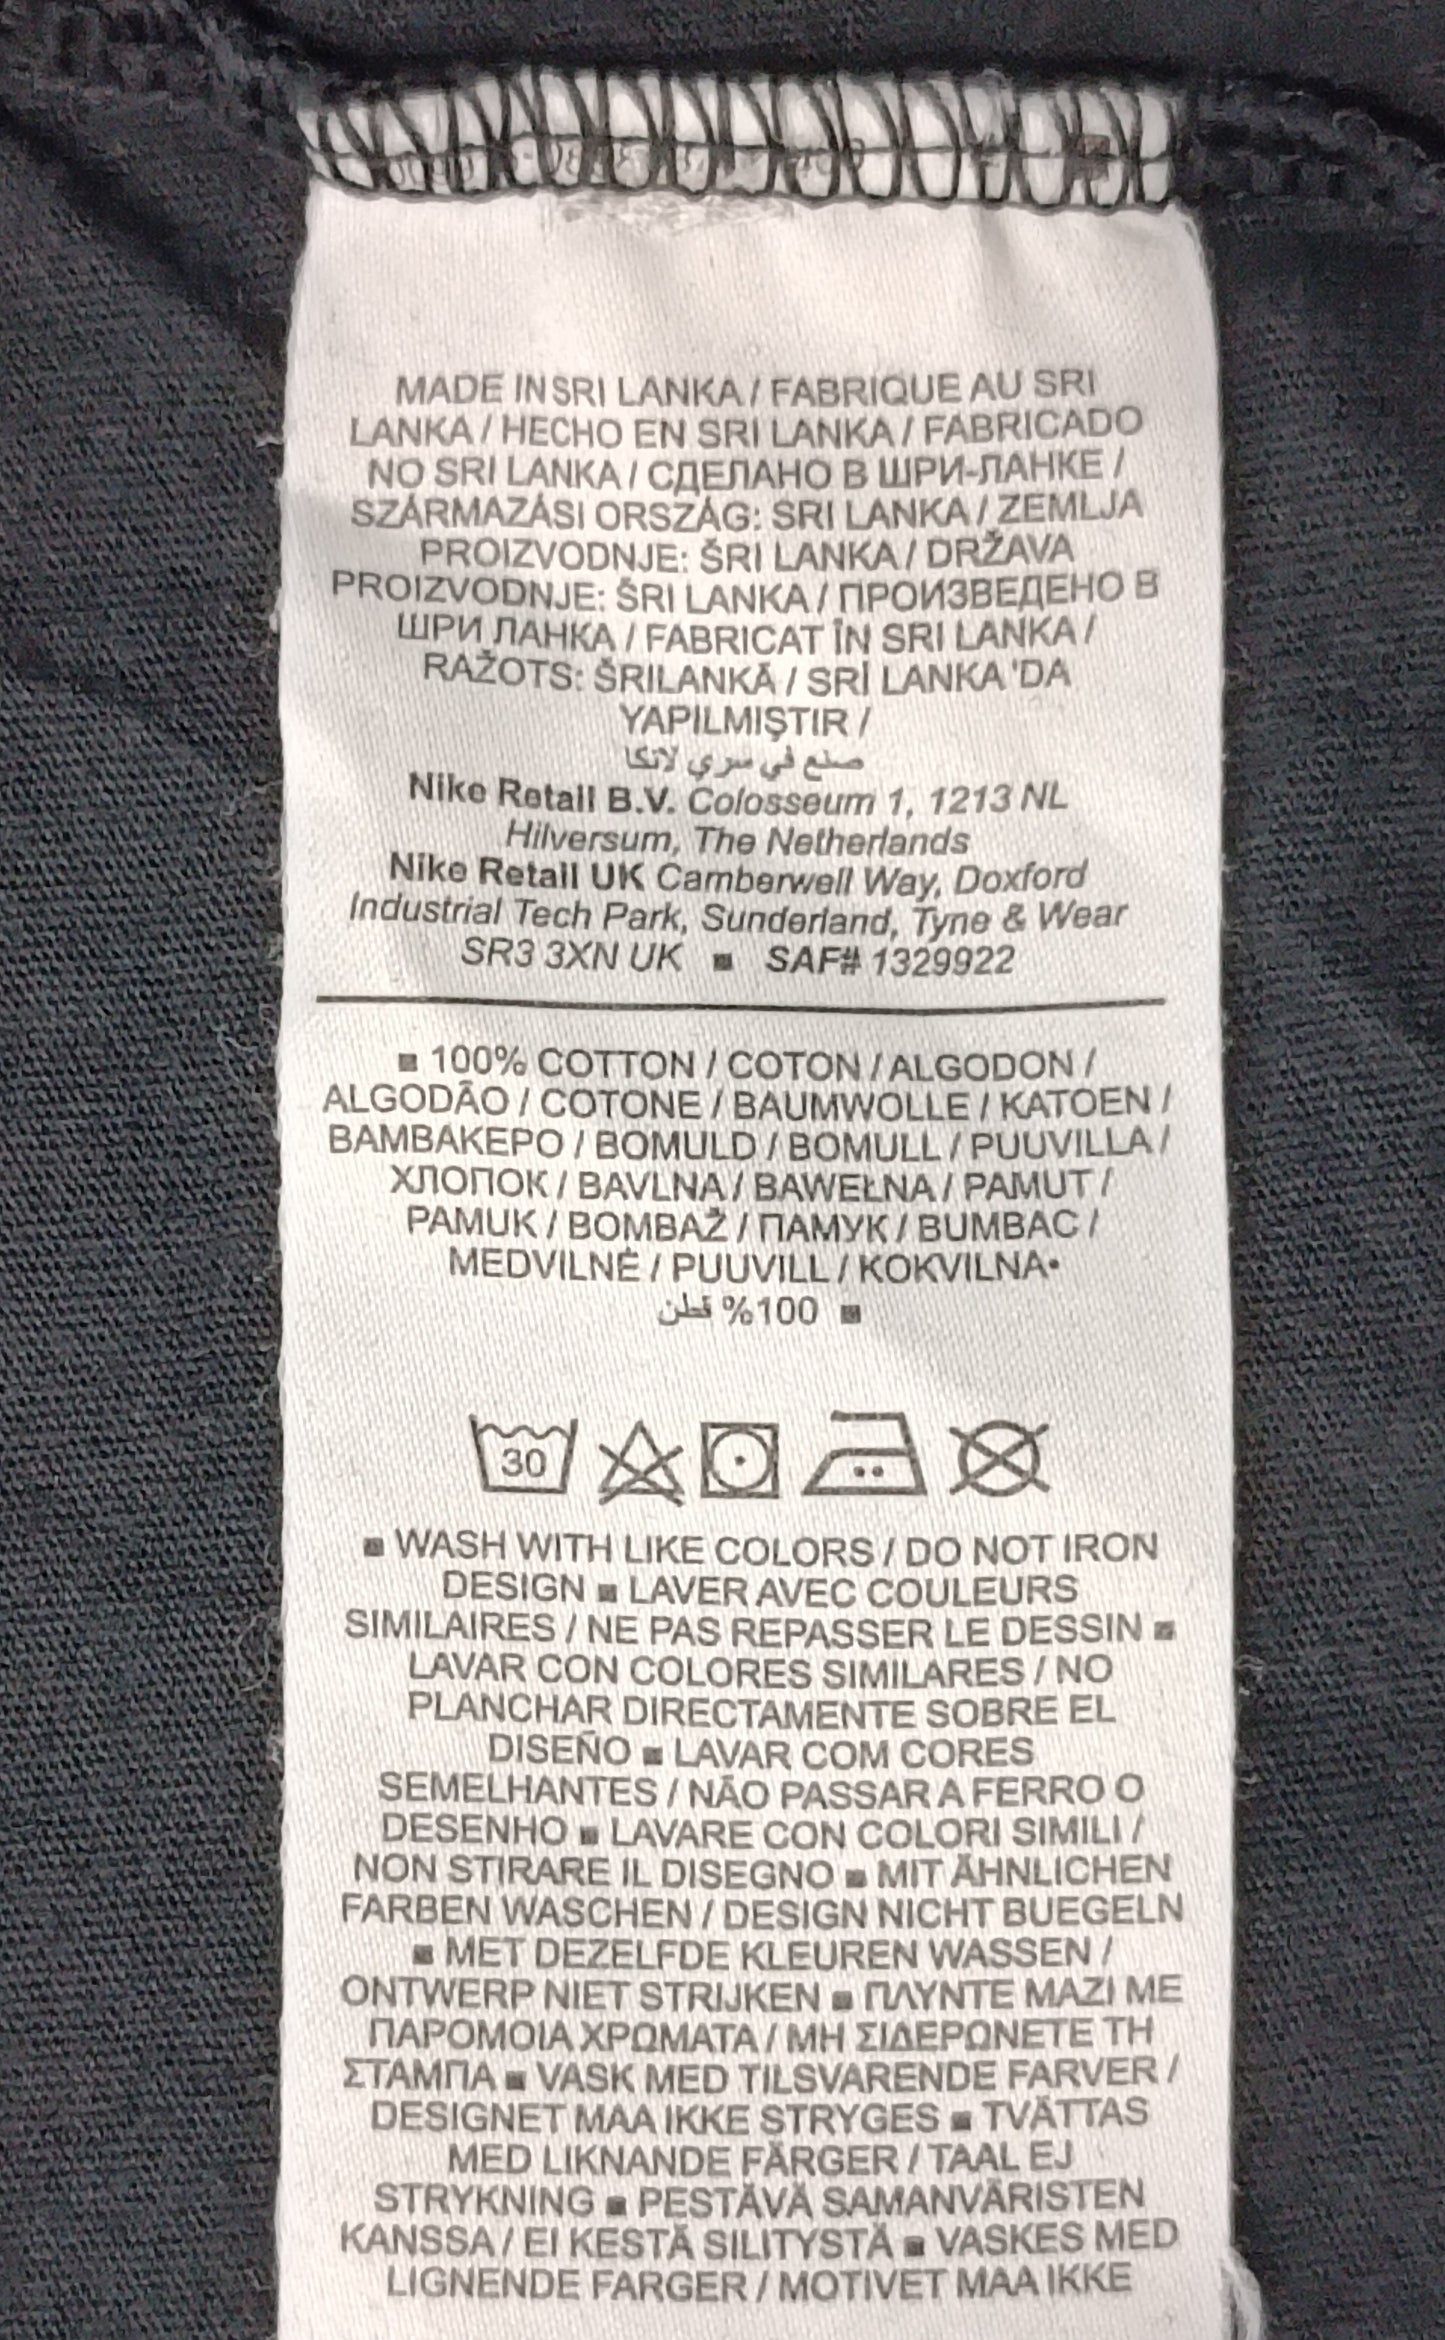 MADE IN SRI LANKA / FABRIQUE AU SRI
LANKA / HECHO EN SRI LANKA / FABRICADO
NO SRI LANKA / СДЕЛАНО В ШРИ-ЛАНКЕ /
SZÁRMAZÁSI ORSZÁG: SRI LANKA / ZEMLJA
PROIZVODNJE: ŠRI LANKA / DRŽAVA
PROIZVODNJE: ŠRI LANKA / ПРОИЗВЕДЕНО В
ШРИ ЛАНКА / FABRICAT ÎN SRI LANKA /
RAŽOTS: ŠRILANKĀ / SRİ LANKA 'DA
YAPILMIŞTIR /
صنع في سري لانكا
Nike Retail B.V. Colosseum 1, 1213 NL
Hilversum, The Netherlands
Nike Retail UK Camberwell Way, Doxford
Industrial Tech Park, Sunderland, Tyne & Wear
SR3 3XN UK ■ SAF# 1329922
■ 100% COTTON / COTON / ALGODON /
ALGODÃO / COTONE / BAUMWOLLE / KATOEN /
ΒΑΜΒΑΚΕΡΟ / BOMULD / BOMULL / PUUVILLA /
ХЛОПОК / BAVLNA / BAWEŁNA / PAMUT /
PAMUK / BOMBAŽ / ПАМУК / BUMBAC /
MEDVILNĖ / PUUVILL / KOKVILNA•
100% قطن ■
30
■ WASH WITH LIKE COLORS / DO NOT IRON
DESIGN ■ LAVER AVEC COULEURS
SIMILAIRES / NE PAS REPASSER LE DESSIN ■
LAVAR CON COLORES SIMILARES / NO
PLANCHAR DIRECTAMENTE SOBRE EL
DISEÑO ■ LAVAR COM CORES
SEMELHANTES / NÃO PASSAR A FERRO O
DESENHO ■ LAVARE CON COLORI SIMILI /
NON STIRARE IL DISEGNO ■ MIT ÄHNLICHEN
FARBEN WASCHEN / DESIGN NICHT BUEGELN
■ MET DEZELFDE KLEUREN WASSEN /
ONTWERP NIET STRIJKEN ■ ΠΛΥΝΤΕ ΜΑΖΙ ΜΕ
ΠΑΡΟΜΟΙΑ ΧΡΩΜΑΤΑ / ΜΗ ΣΙΔΕΡΩΝΕΤΕ ΤΗ
ΣΤΑΜΠΑ ■ VASK MED TILSVARENDE FARVER /
DESIGNET MAA IKKE STRYGES ■ TVÄTTAS
MED LIKNANDE FÄRGER / TAAL EJ
STRYKNING ■ PESTÄVÄ SAMANVÄRISTEN
KANSSA / EI KESTÄ SILITYSTÄ ■ VASKES MED
LIGNENDE FARGER / MOTIVET MAA IKKE